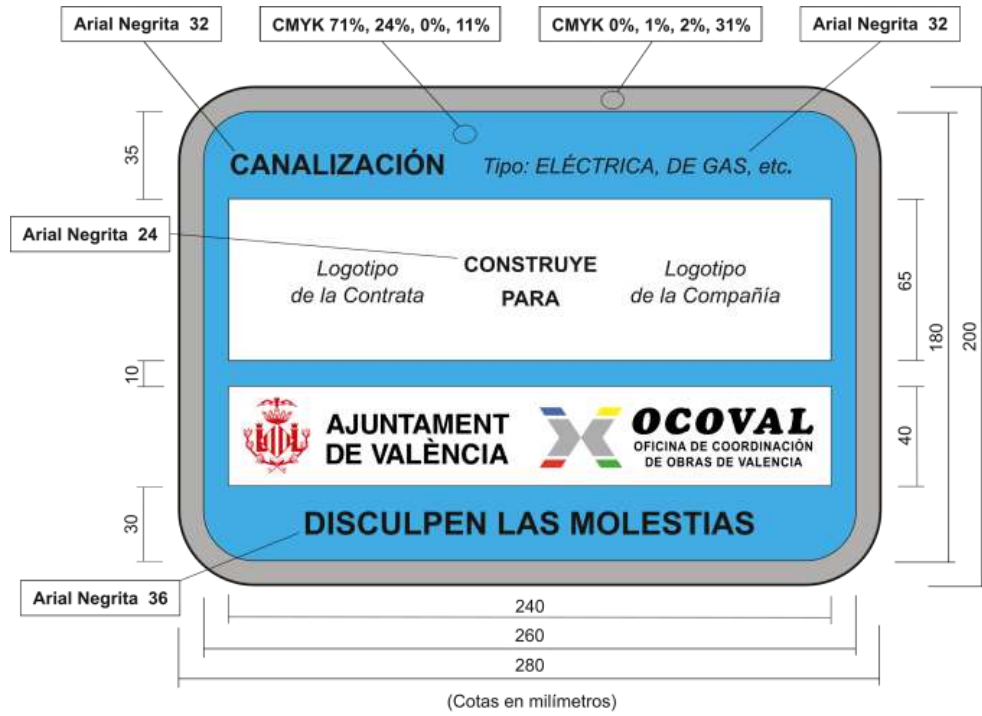 Arial Negrita 32
CMYK 71%, 24%, 0%, 11%
CMYK 0%, 1%, 2%, 31%
Arial Negrita 32
35
CANALIZACIÓN
Tipo: ELÉCTRICA, DE GAS, etc.
Arial Negrita 24
Logotipo
de la Contrata
CONSTRUYE
PARA
Logotipo
de la Compañía
65
180
200
10
AJUNTAMENT
DE VALÈNCIA
OCOVAL
OFICINA DE COORDINACIÓN
DE OBRAS DE VALENCIA
40
30
DISCULPEN LAS MOLESTIAS
Arial Negrita 36
240
260
280
(Cotas en milímetros)